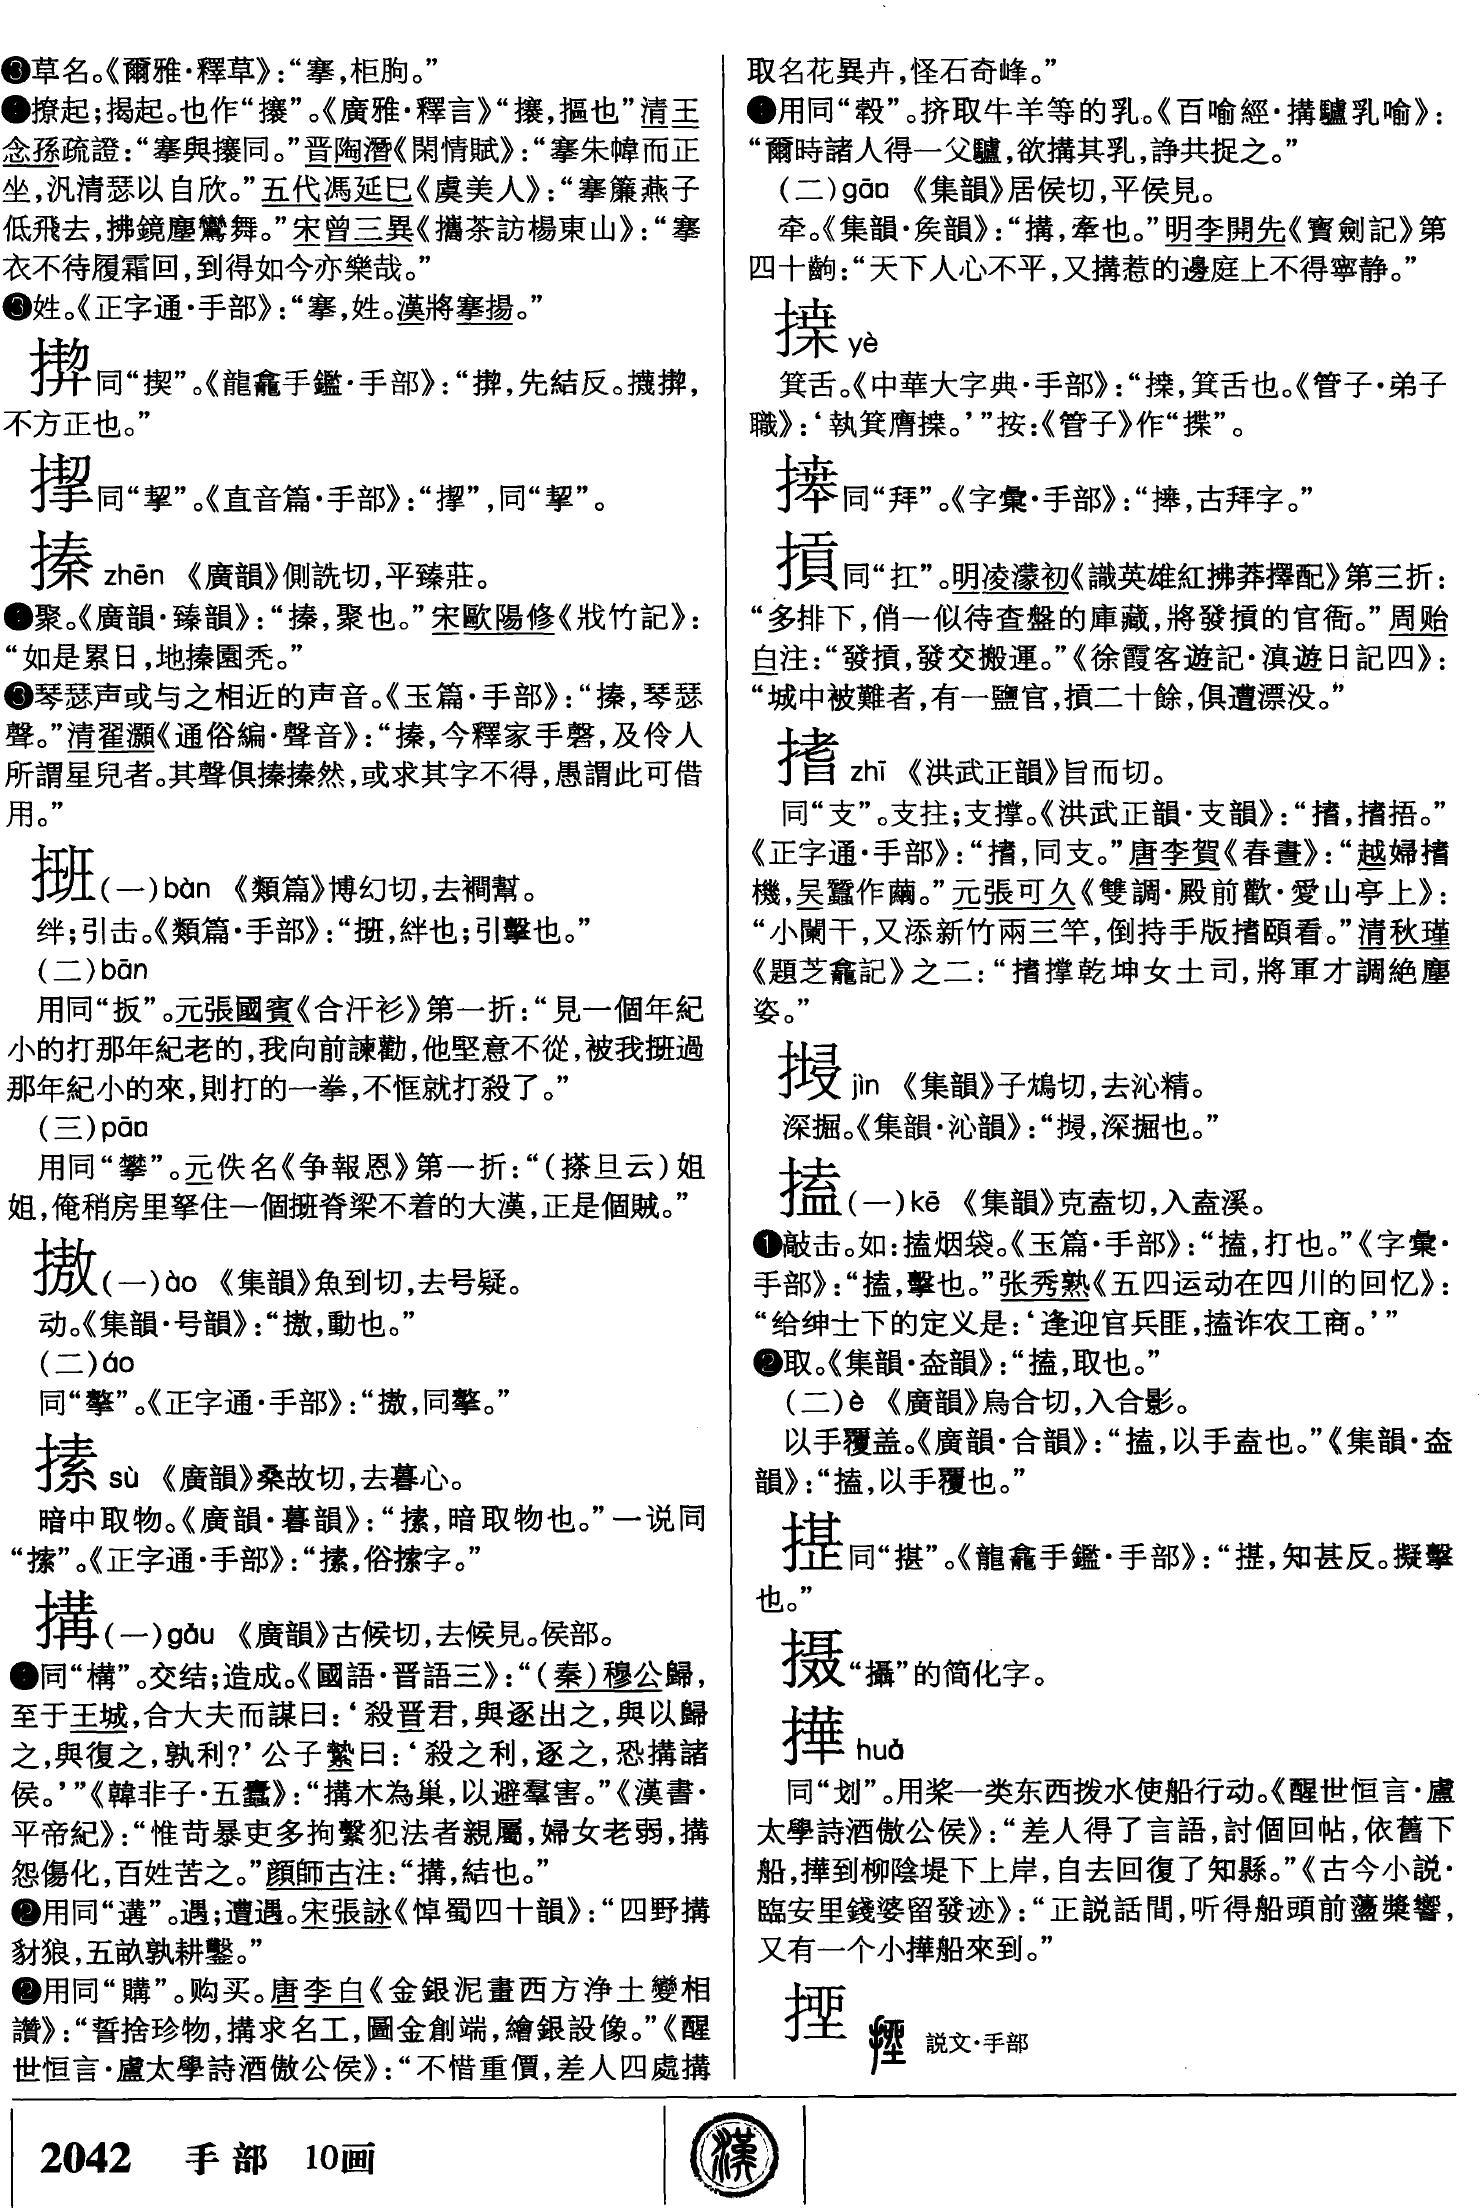 ❸草名。《爾雅·釋草》：“搴，柜朐。”
❹撩起；揭起。也作“攐”。《廣雅·釋言》“攐，摳也”清王
念孫疏證：“搴與攐同。”晋陶潛《閑情賦》：“搴朱幃而正
坐，汎清瑟以自欣。”五代馮延巳《虞美人》：“搴簾燕子
低飛去，拂鏡塵鸞舞。”宋曾三異《攜茶訪楊東山》：“搴
衣不待履霜回，到得如今亦樂哉。”
❺姓。《正字通·手部》：“搴，姓。漢將搴揚。”
同“揳”。《龍龕手鑑·手部》：“，先結反。攕，
不方正也。”
同“挈”。《直音篇·手部》：“，同“挈”。
搸 zhēn 《廣韻》側詵切，平臻莊。
❶聚。《廣韻·臻韻》：“搸，聚也。”宋歐陽修《戕竹記》：
“如是累日，地搸園秃。”
❷琴瑟声或与之相近的声音。《玉篇·手部》：“搸，琴瑟
聲。”清翟灝《通俗編·聲音》：“搸，今釋家手磬，及伶人
所謂星兒者。其聲俱搸搸然，或求其字不得，愚謂此可借
用。”
搬(一)bàn 《類篇》博幻切，去襇幫。
绊；引击。《類篇·手部》：“，絆也；引擊也。”
(二)bān
用同“扳”。元張國賓《合汗衫》第一折：“見一個年紀
小的打那年紀老的，我向前諫勸，他堅意不從，被我過
那年紀小的來，則打的一拳，不恇就打殺了。”
(三)pān
用同“攀”。元佚名《争報恩》第一折：“(搽旦云)姐
姐，俺稍房里拏住一個脊梁不着的大漢，正是個賊。”
摋(一)ào 《集韻》魚到切，去号疑。
动。《集韻·号韻》：“，動也。”
(二)áo
同“摮”。《正字通·手部》：“，同摮。”
㨞 sù 《廣韻》桑故切，去暮心。
暗中取物。《廣韻·暮韻》：“㨞，暗取物也。”一说同
“㩄”。《正字通·手部》：“㨞，俗字。”
搆(一)gòu 《廣韻》古候切，去候見。侯部。
❶同“構”。交结；造成。《國語·晋語三》：“(秦)穆公歸，
至于王城，合大夫而謀曰：‘殺晋君，與逐出之，與以歸
之，與復之，孰利?’公子縶曰：‘殺之利，逐之，恐搆諸
侯。’”《韓非子·五蠹》：“搆木為巢，以避羣害。”《漢書·
平帝紀》：“惟苛暴吏多拘繫犯法者親屬，婦女老弱，搆
怨傷化，百姓苦之。”顔師古注：“搆，結也。”
❷用同“遘”。遇；遭遇。宋張詠《悼蜀四十韻》：“四野搆
豺狼，五畝孰耕鑿。”
❸用同“購”。购买。唐李白《金銀泥畫西方浄土變相
讚》：“誓捨珍物，搆求名工，圖金創端，繪銀設像。”《醒
世恒言·盧太學詩酒傲公侯》：“不惜重價，差人四處搆
取名花異卉，怪石奇峰。”
❹用同“㝅”。挤取牛羊等的乳。《百喻經·搆驢乳喻》：
“爾時諸人得一父驢，欲搆其乳，諍共捉之。”
(二)gōu 《集韻》居侯切，平侯見。
牵。《集韻·矦韻》：“搆，牽也。”明李開先《寶劍記》第
四十齣：“天下人心不平，又搆惹的邊庭上不得寧静。”
yè
箕舌。《中華大字典·手部》：“，箕舌也。《管子·弟子
職》：‘執箕膺。’”按：《管子》作“揲”。
同“拜”。《字彙·手部》：“，古拜字。”
摃同“扛”。明凌濛初《識英雄紅拂莽擇配》第三折：
“多排下，俏一似待查盤的庫藏，將發摃的官衙。”周贻
白注：“發摃，發交搬運。”《徐霞客遊記·滇遊日記四》：
“城中被難者，有一鹽官，摃二十餘，俱遭漂没。”
搘 zhī 《洪武正韻》旨而切。
同“支”。支拄；支撑。《洪武正韻·支韻》：“搘，搘捂。”
《正字通·手部》：“搘，同支。”唐李賀《春晝》：“越婦搘
機，吴蠶作繭。”元張可久《雙調·殿前歡·愛山亭上》：
“小闌干，又添新竹兩三竿，倒持手版搘頤看。”清秋瑾
《題芝龕記》之二：“搘撑乾坤女土司，將軍才調絶塵
姿。”
jìn 《集韻》子鴆切，去沁精。
深掘。《集韻·沁韻》：“，深掘也。”
搕(一)kē 《集韻》克盍切，入盍溪。
❶敲击。如：搕烟袋。《玉篇·手部》：“搕，打也。”《字彙·
手部》：“搕，擊也。”张秀熟《五四运动在四川的回忆》：
“给绅士下的定义是：‘逢迎官兵匪，搕诈农工商。’”
❷取。《集韻·盇韻》：“搕，取也。”
(二)è 《廣韻》烏合切，入合影。
以手覆盖。《廣韻·合韻》：“搕，以手盍也。”《集韻·盇
韻》：“搕，以手覆也。”
同“揕”。《龍龕手鑑·手部》：“，知甚反。擬擊
也。”
摄“攝”的简化字。
撶 huá
同“划”。用桨一类东西拨水使船行动。《醒世恒言·盧
太學詩酒傲公侯》：“差人得了言語，討個回帖，依舊下
船，撶到柳陰堤下上岸，自去回復了知縣。”《古今小説·
臨安里錢婆留發迹》：“正説話間，听得船頭前蕩槳響，
又有一个小撶船來到。”
説文·手部
2042 手部 10画
漢